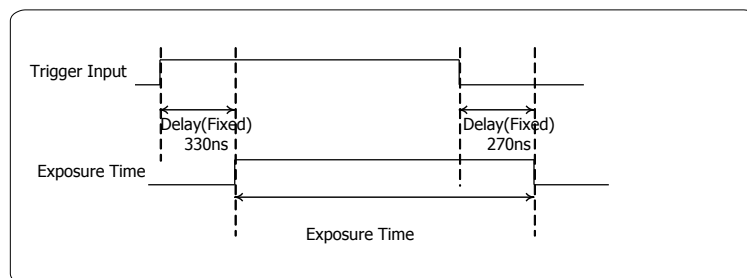 Trigger Input
Delay(Fixed)
330ns
Delay(Fixed)
270ns
Exposure Time
Exposure Time